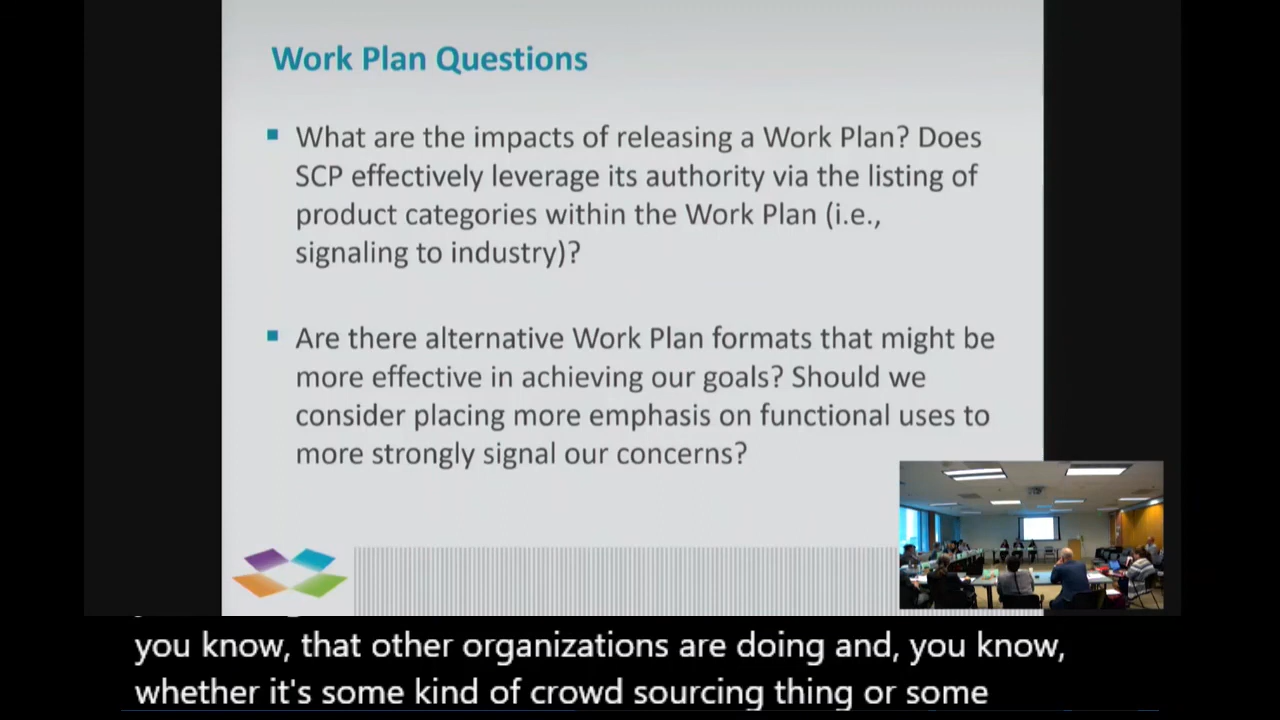 Work Plan Questions
What are the impacts of releasing a Work Plan? Does
SCP effectively leverage its authority via the listing of
product categories within the Work Plan (i.e.,
signaling to industry)?
Are there alternative Work Plan formats that might be
more effective in achieving our goals? Should we
consider placing more emphasis on functional uses to
more strongly signal our concerns?
you know, that other organizations are doing and, you know,
whether it's some kind of crowd sourcing thing or some